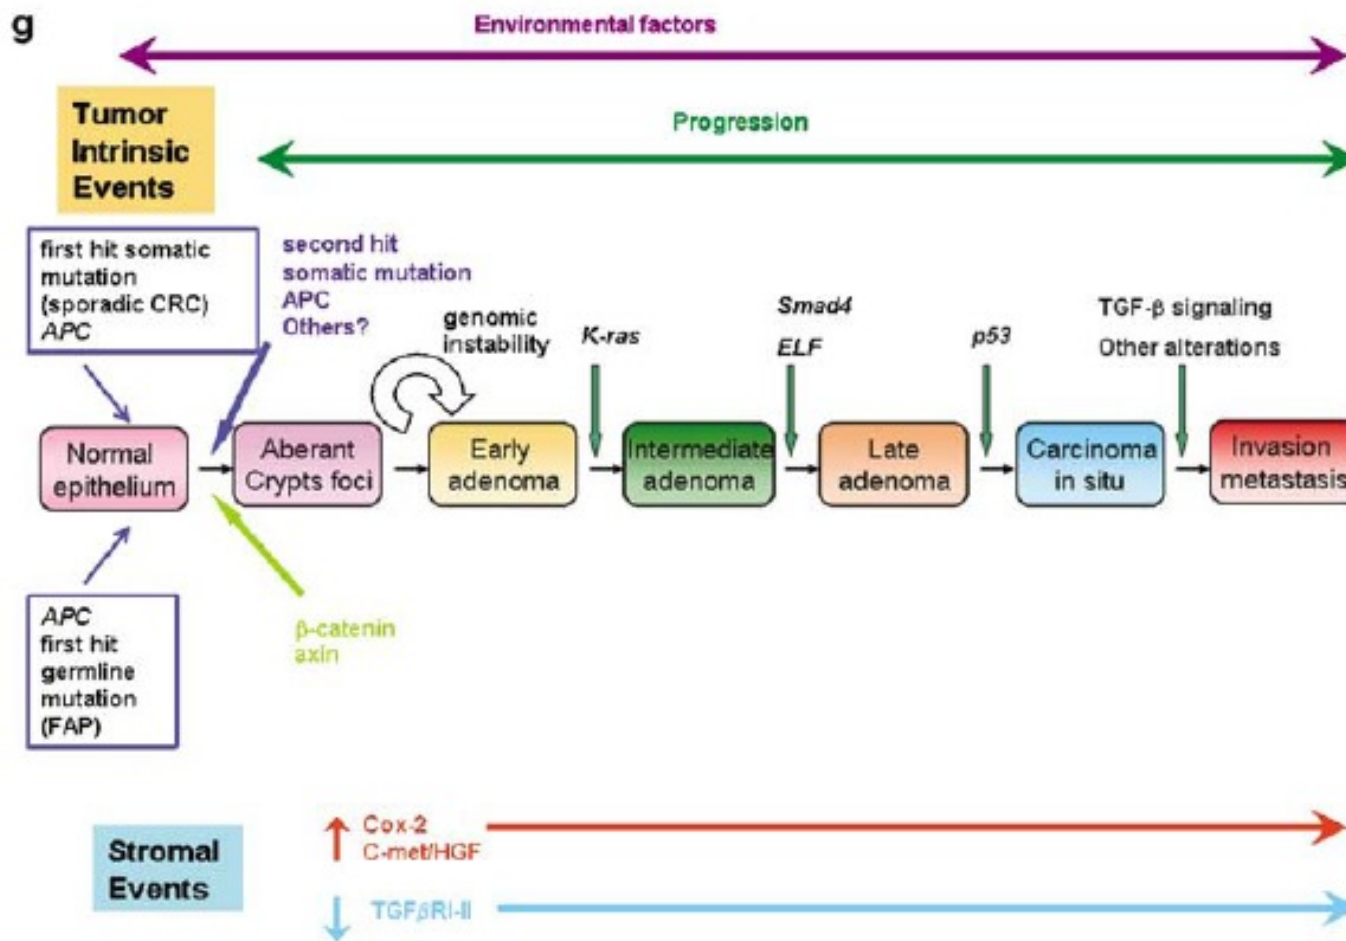 g
Environmental factors
Tumor
Intrinsic
Events
Progression
first hit somatic
mutation
(sporadic CRC)
APC
second hit
somatic mutation
APC
Others?
genomic
instability
K-ras
Smad4
ELF
p53
TGF-β signaling
Other alterations
Normal
epithelium
Aberant
Crypts foci
Early
adenoma
Intermediate
adenoma
Late
adenoma
Carcinoma
in situ
Invasion
metastasis
APC
first hit
germline
mutation
(FAP)
β-catenin
axin
Stromal
Events
Cox-2
C-met/HGF
TGFβRI-II